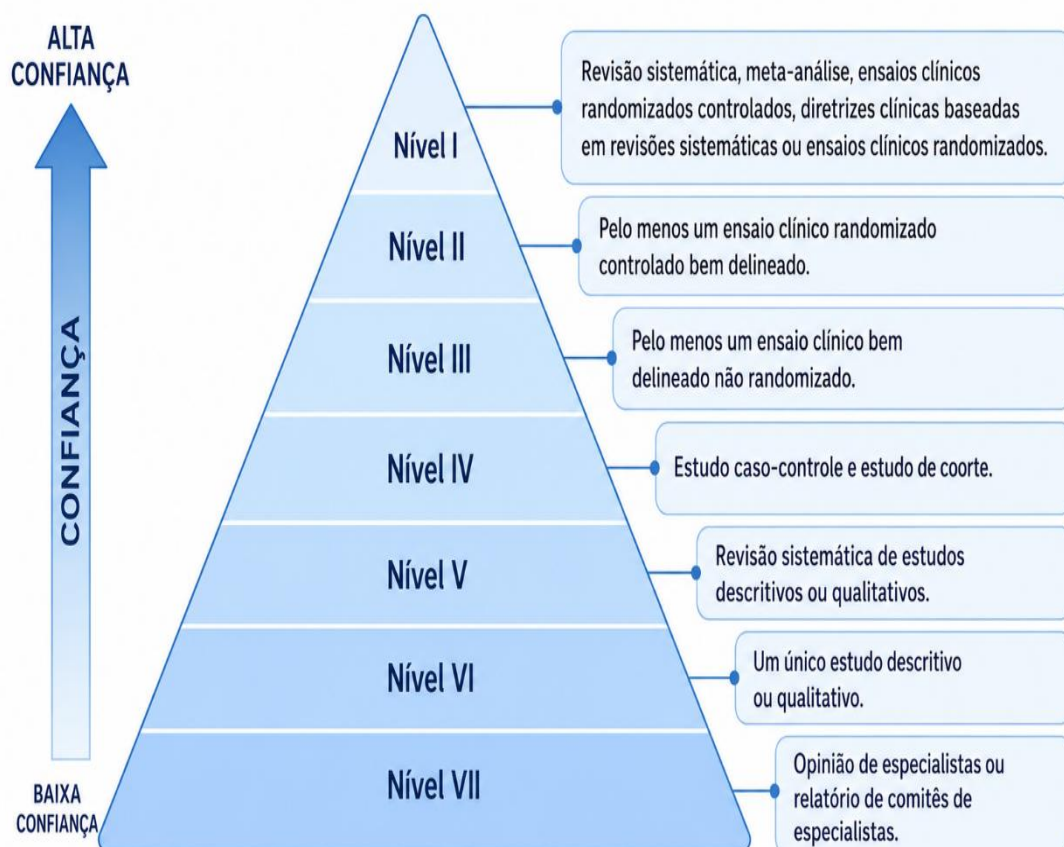 ALTA
CONFIANÇA
CONFIANÇA
BAIXA
CONFIANÇA
Nível I
Revisão sistemática, meta-análise, ensaios clínicos
randomizados controlados, diretrizes clínicas baseadas
em revisões sistemáticas ou ensaios clínicos randomizados.
Nível II
Pelo menos um ensaio clínico randomizado
controlado bem delineado.
Nível III
Pelo menos um ensaio clínico bem
delineado não randomizado.
Nível IV
Estudo caso-controle e estudo de coorte.
Nível V
Revisão sistemática de estudos
descritivos ou qualitativos.
Nível VI
Um único estudo descritivo
ou qualitativo.
Nível VII
Opinião de especialistas ou
relatório de comitês de
especialistas.